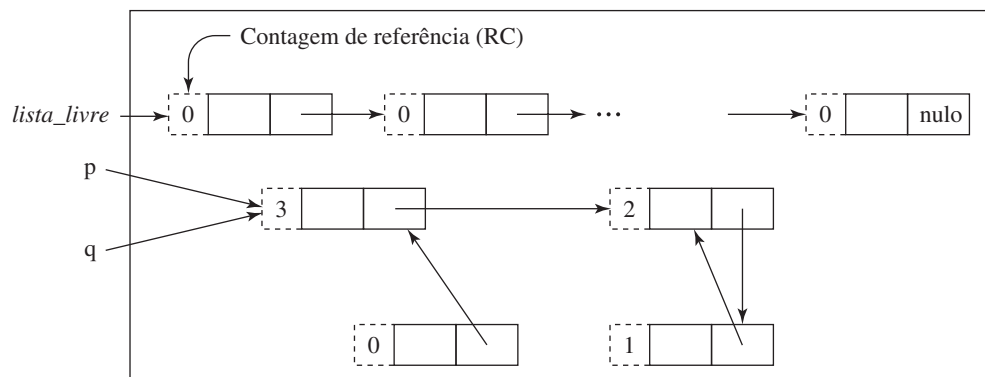 Contagem de referência (RC)
lista_livre 0 0 ... 0 nulo
p
3 2
q
0 1